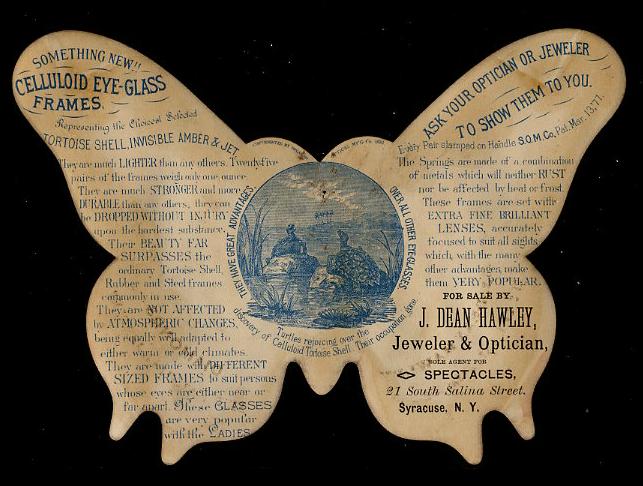 SOMETHING NEW!!
CELLULOID EYE-GLASS
FRAMES.
Representing the Choicest Selected
TORTOISE SHELL, INVISIBLE AMBER & JET.
They are much LIGHTER than any others. Twenty-five
pairs of the frames weigh only one ounce.
They are much STRONGER and more
DURABLE than any others; they can
be DROPPED WITHOUT INJURY
upon the hardest substance.
Their BEAUTY FAR
SURPASSES the
ordinary Tortoise Shell,
Rubber and Steel frames
commonly in use.
They are NOT AFFECTED
by ATMOSPHERIC CHANGES,
being equally well adapted to
either warm or cold climates.
They are made with DIFFERENT
SIZED FRAMES to suit persons
whose eyes are either near or
far apart. These GLASSES
are very popular
with the LADIES.
THEY HAVE GREAT ADVANTAGES,
OVER ALL OTHER EYE-GLASSES
Turtles rejoicing over the
discovery of Celluloid Tortoise Shell. Their occupation gone.
ASK YOUR OPTICIAN OR JEWELER
TO SHOW THEM TO YOU.
Every Pair stamped on Handle S.O.M.Co. Pat. Mar. 13, 77.
The Springs are made of a combination
of metals which will neither RUST
nor be affected by heat or frost.
These frames are set with
EXTRA FINE BRILLIANT
LENSES, accurately
focused to suit all sights,
which, with the many
other advantages, make
them VERY POPULAR.
FOR SALE BY
J. DEAN HAWLEY,
Jeweler & Optician,
SOLE AGENT FOR
SPECTACLES,
21 South Salina Street.
Syracuse, N. Y.